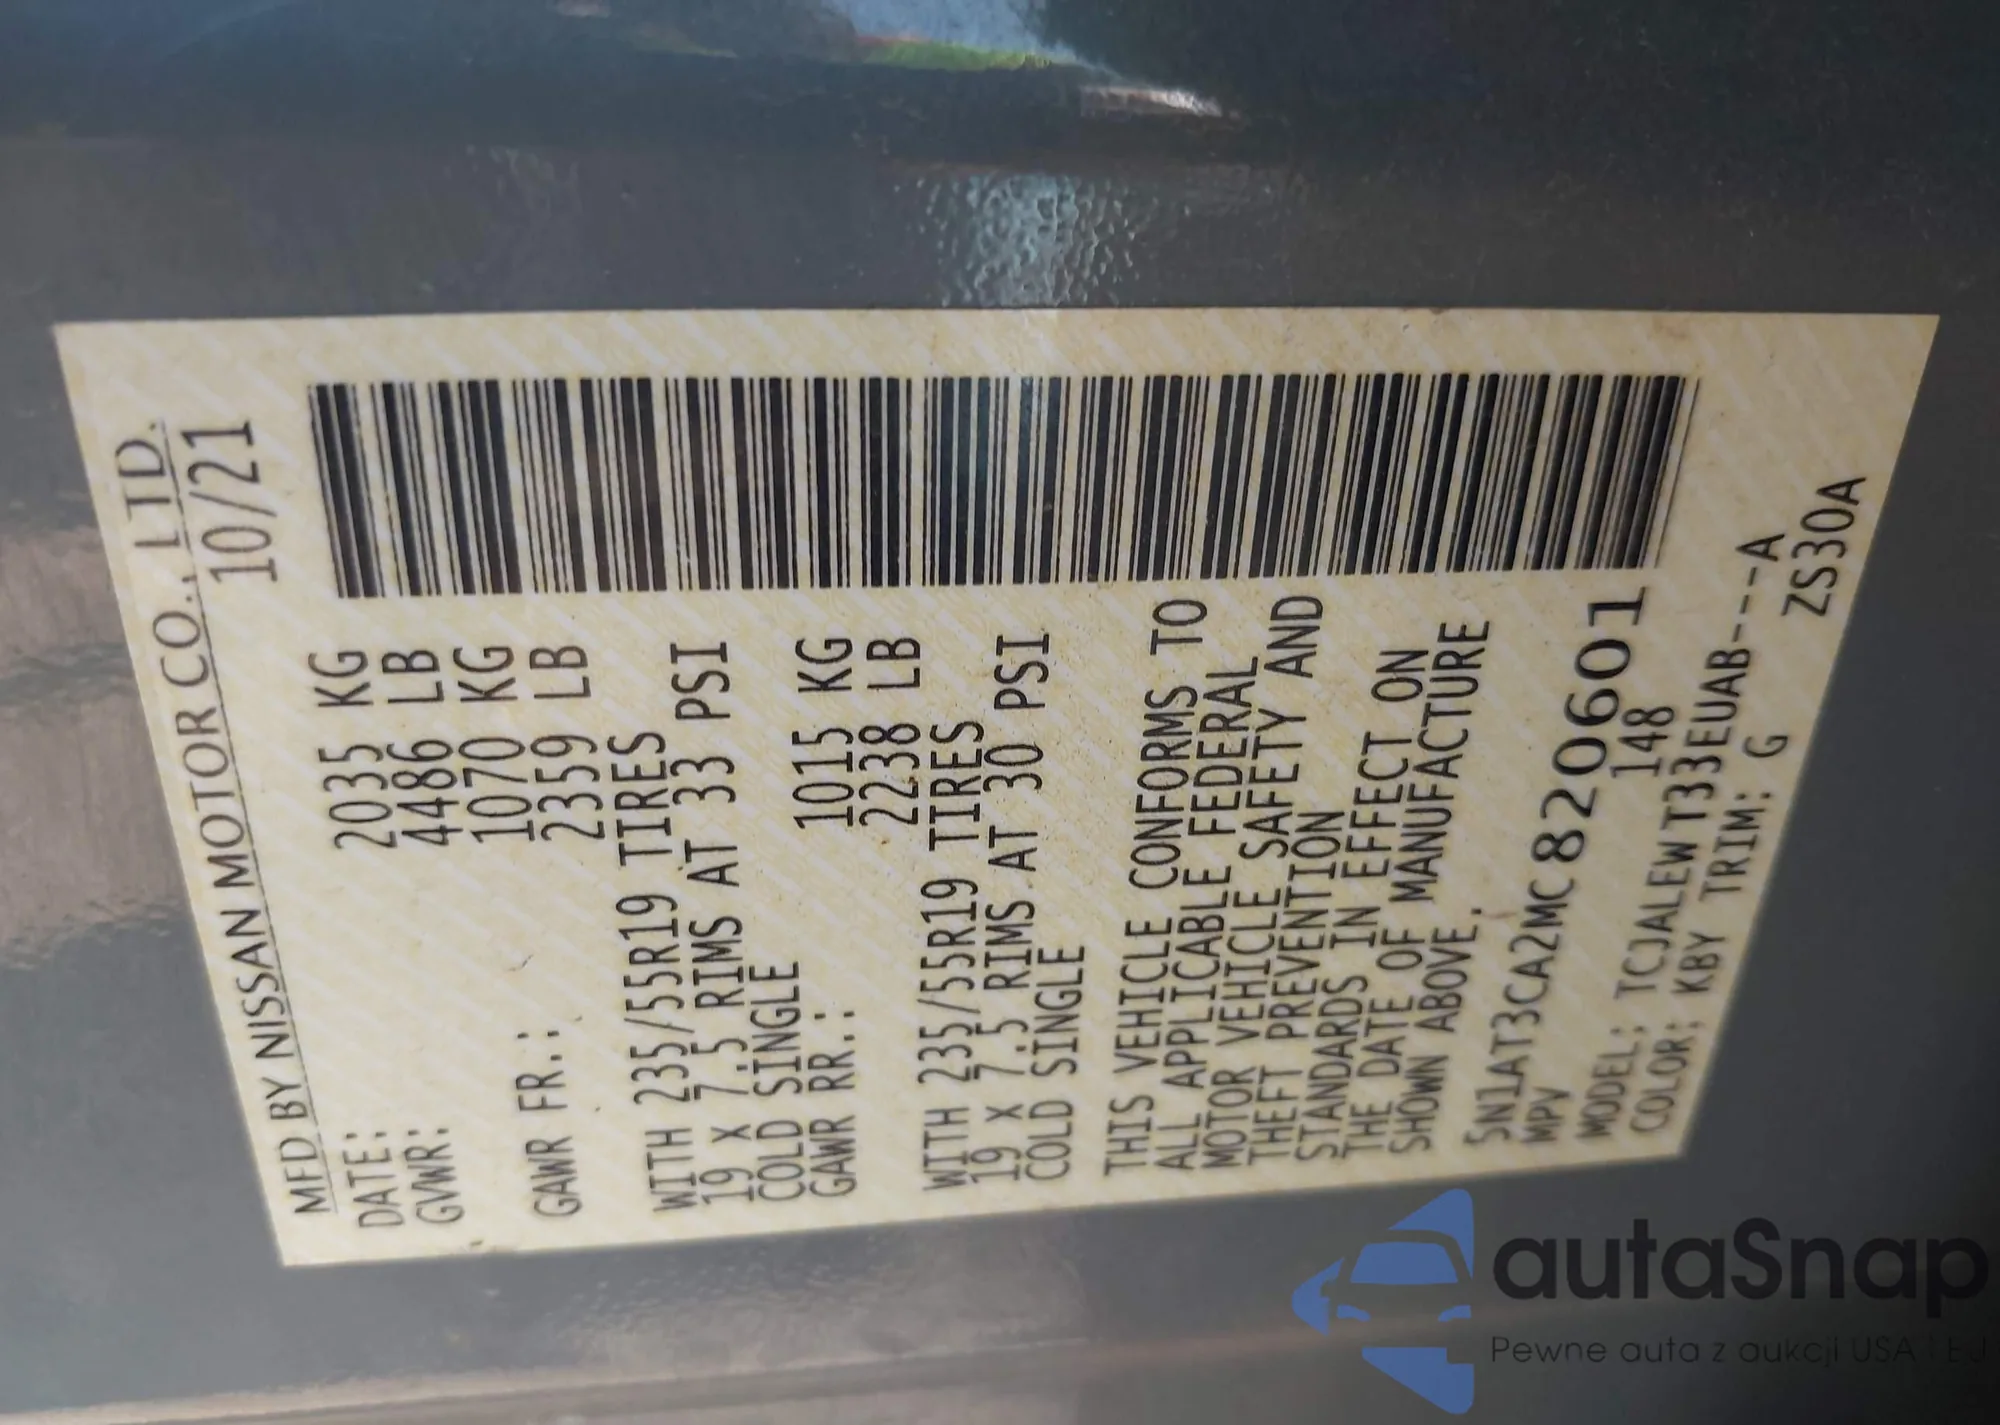 MFD BY NISSAN MOTOR CO., LTD.
DATE: 10/21
GVWR: 2035 KG
4486 LB
GAWR FR.: 1070 KG
2359 LB
WITH 235/55R19 TIRES
19 X 7.5 RIMS AT 33 PSI
COLD SINGLE
GAWR RR.: 1015 KG
2238 LB
WITH 235/55R19 TIRES
19 X 7.5 RIMS AT 30 PSI
COLD SINGLE
THIS VEHICLE CONFORMS TO
ALL APPLICABLE FEDERAL
MOTOR VEHICLE SAFETY AND
THEFT PREVENTION
STANDARDS IN EFFECT ON
THE DATE OF MANUFACTURE
SHOWN ABOVE.
5N1AT3CA2MC820601
MPV 148
MODEL: TCJALEWT33EUAB----A
COLOR: KBY TRIM: G ZS30A
autaSnap
Pewne auta z aukcji USA | EU